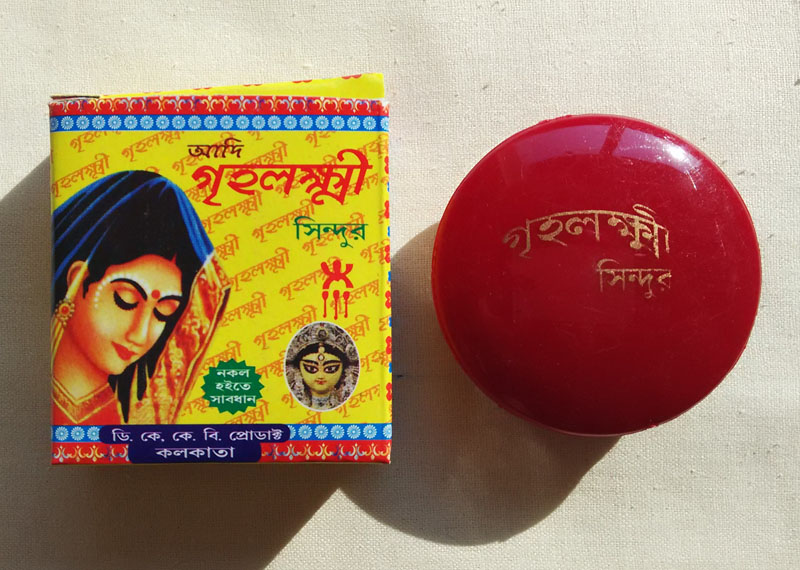 আদি
গৃহলক্ষ্মী
সিন্দুর
নকল
হইতে
সাবধান
ডি. কে. কে. বি. প্রোডাক্ট
কলকাতা
গৃহলক্ষ্মী
সিন্দুর